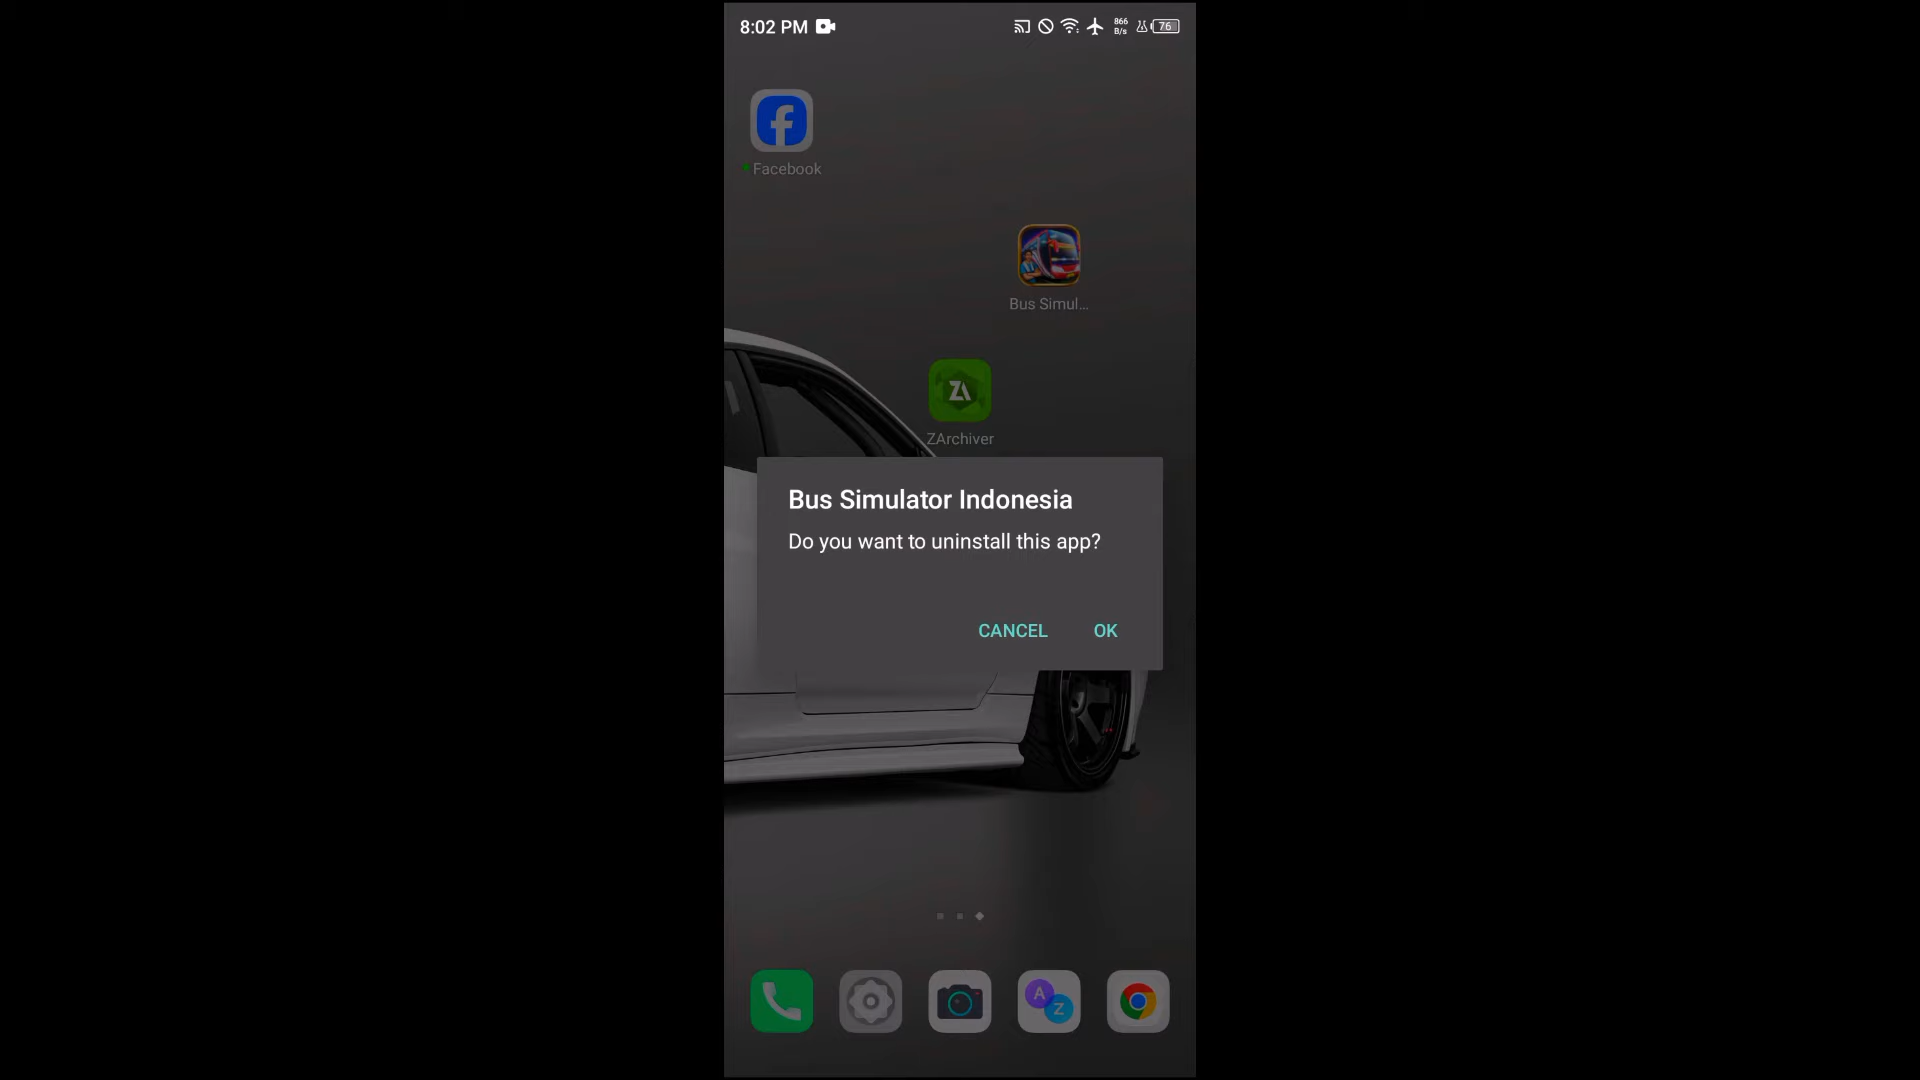 8:02 PM
866
B/s
76
Facebook
Bus Simul...
ZA
ZArchiver
Bus Simulator Indonesia
Do you want to uninstall this app?
CANCEL OK
A
Z